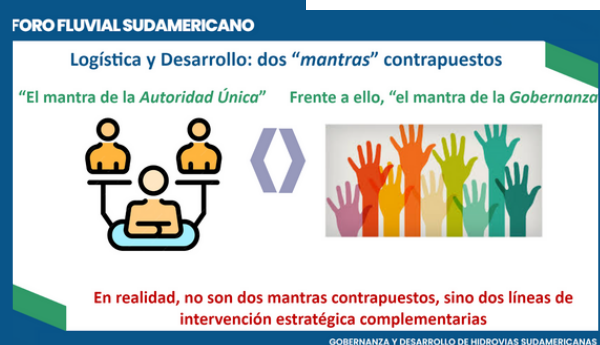 FORO FLUVIAL SUDAMERICANO
Logística y Desarrollo: dos “mantras” contrapuestos
“El mantra de la Autoridad Única”
Frente a ello, “el mantra de la Gobernanza
En realidad, no son dos mantras contrapuestos, sino dos líneas de
intervención estratégica complementarias
GOBERNANZA Y DESARROLLO DE HIDROVIAS SUDAMERICANAS